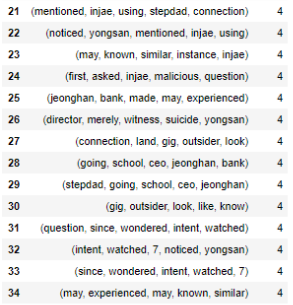 21 (mentioned, injae, using, stepdad, connection) 4
22 (noticed, yongsan, mentioned, injae, using) 4
23 (may, known, similar, instance, injae) 4
24 (first, asked, injae, malicious, question) 4
25 (jeonghan, bank, made, may, experienced) 4
26 (director, merely, witness, suicide, yongsan) 4
27 (connection, land, gig, outsider, look) 4
28 (going, school, ceo, jeonghan, bank) 4
29 (stepdad, going, school, ceo, jeonghan) 4
30 (gig, outsider, look, like, know) 4
31 (question, since, wondered, intent, watched) 4
32 (intent, watched, 7, noticed, yongsan) 4
33 (since, wondered, intent, watched, 7) 4
34 (may, experienced, may, known, similar) 4